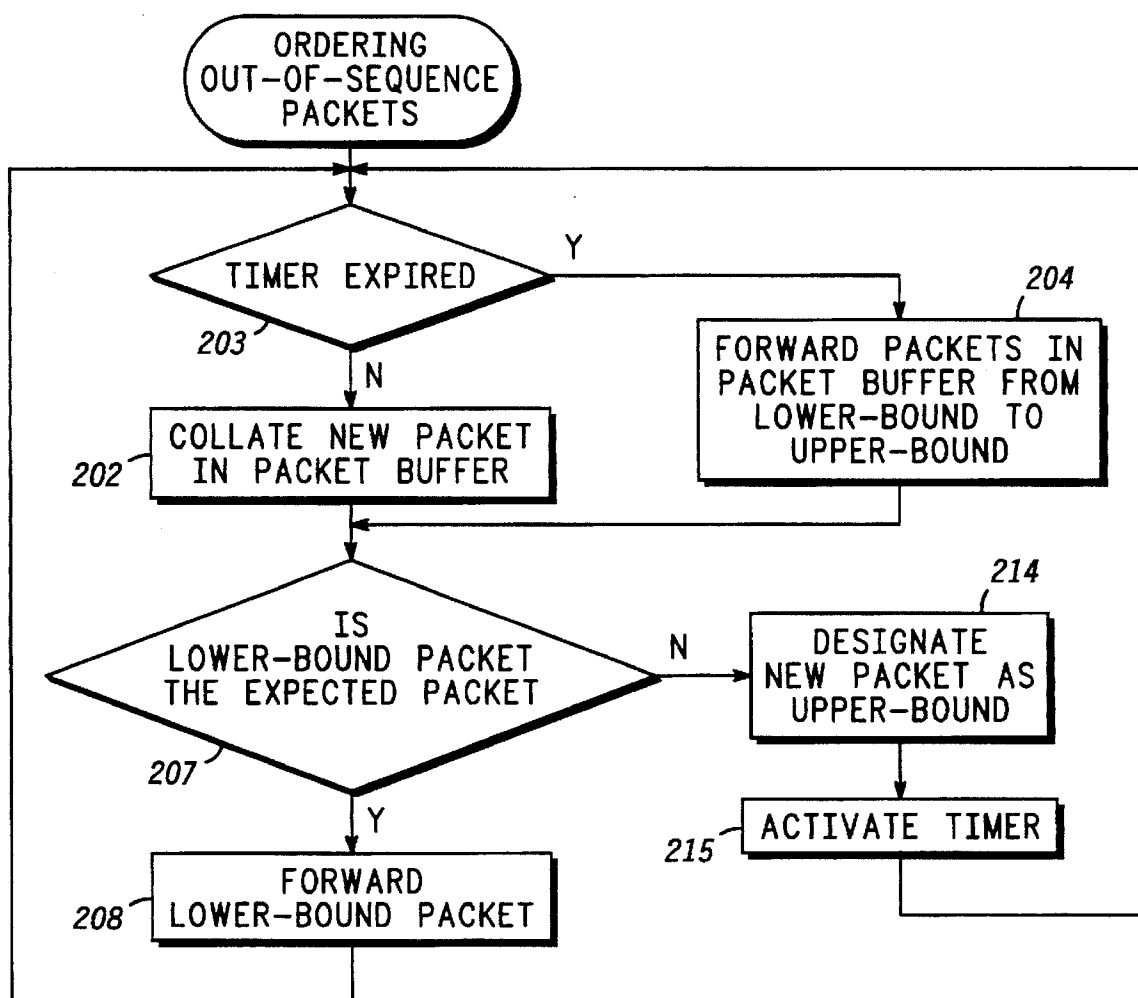 ORDERING
OUT-OF-SEQUENCE
PACKETS
Y
TIMER EXPIRED
203
204
N
FORWARD PACKETS IN
PACKET BUFFER FROM
LOWER-BOUND TO
UPPER-BOUND
COLLATE NEW PACKET
IN PACKET BUFFER
202
IS
LOWER-BOUND PACKET
THE EXPECTED PACKET
207
N
214
DESIGNATE
NEW PACKET AS
UPPER-BOUND
Y
ACTIVATE TIMER
215
FORWARD
LOWER-BOUND PACKET
208